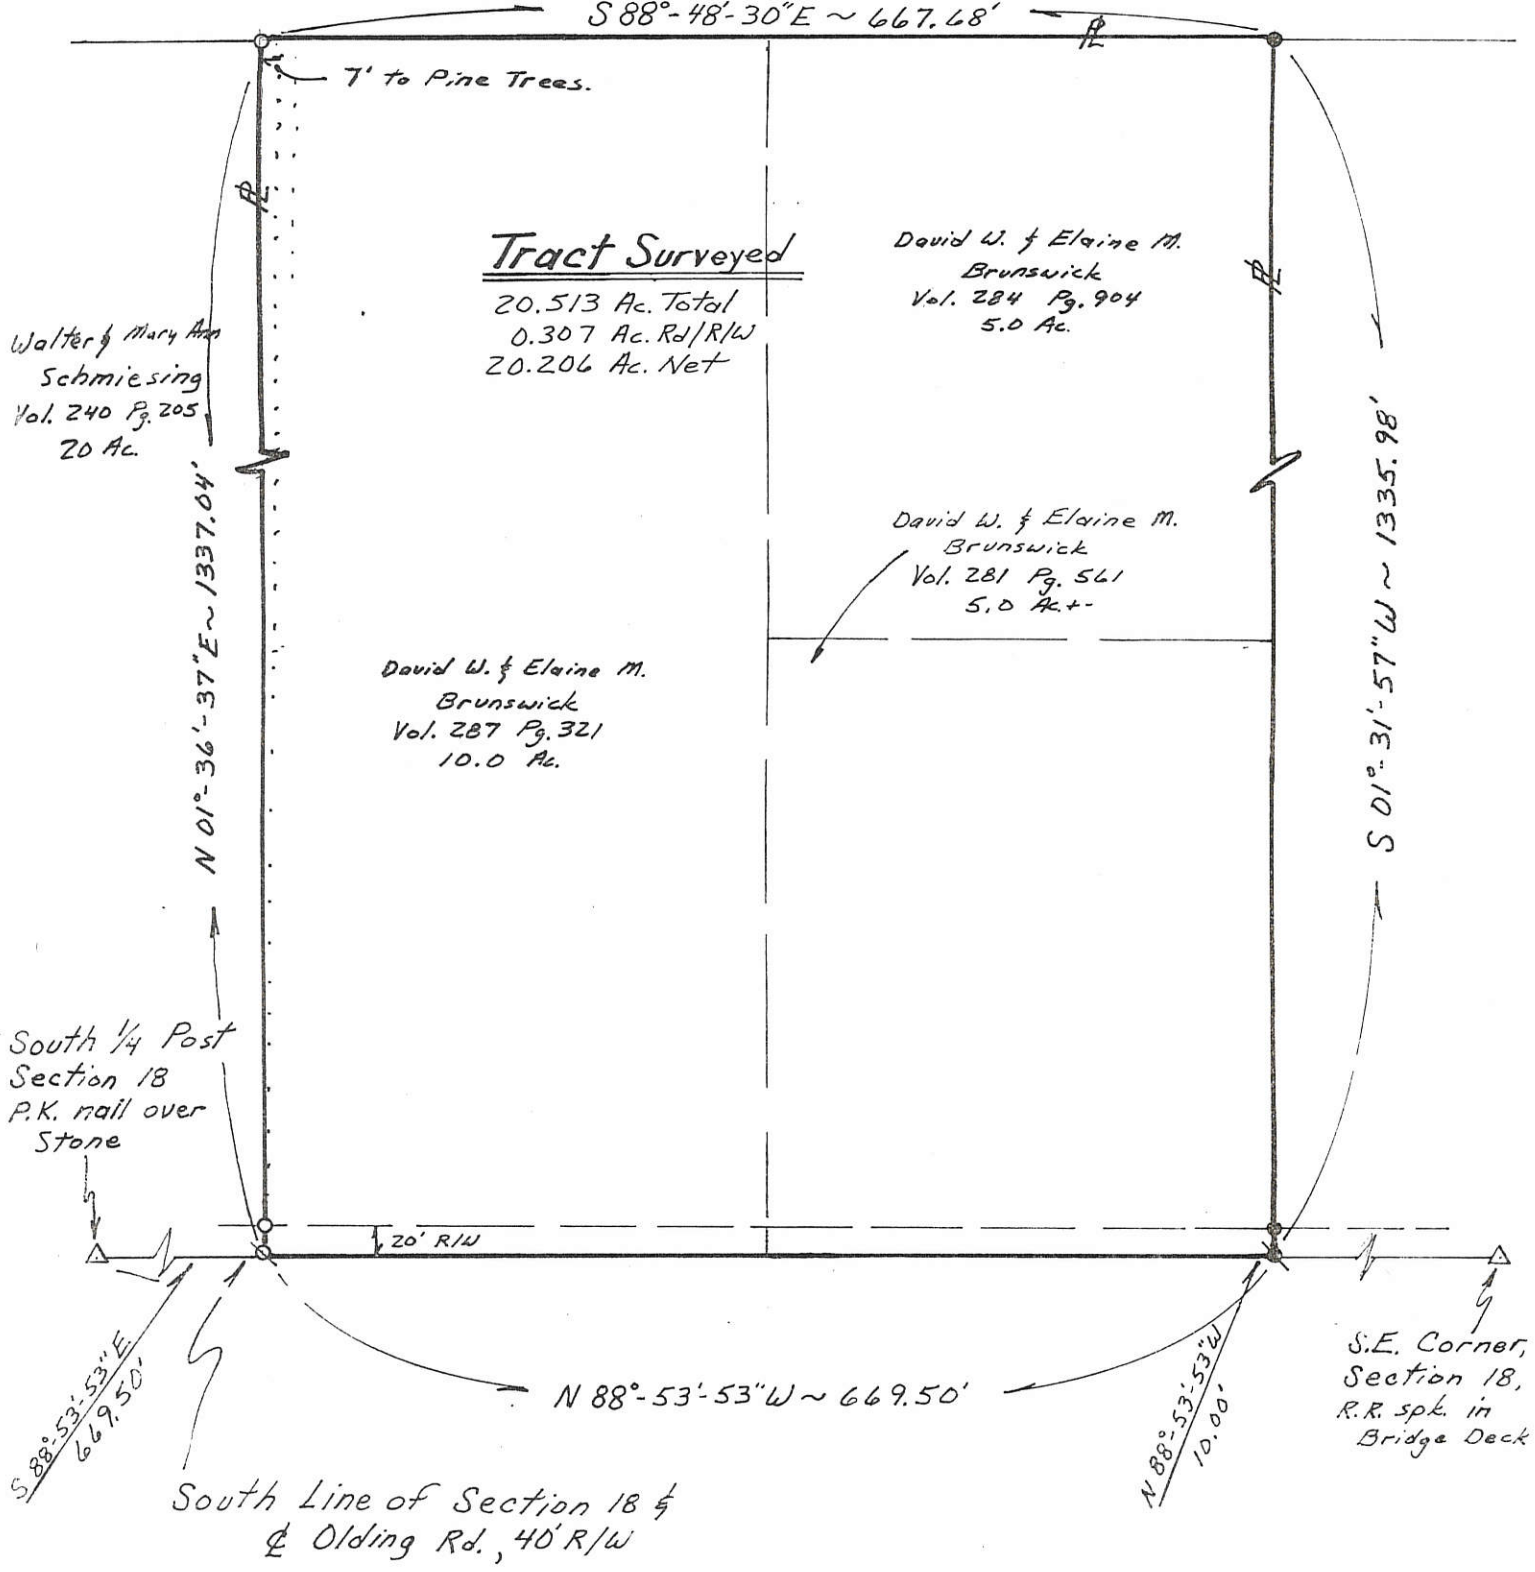 S 88°-48'-30"E ~ 667.68'
PL
7' to Pine Trees.
PL
Tract Surveyed
20.513 Ac. Total
0.307 Ac. Rd/R/W
20.206 Ac. Net
David W. & Elaine M.
Brunswick
Vol. 284 Pg. 904
5.0 Ac.
PL
Walter & Mary Ann
Schmiesing
Vol. 240 Pg. 205
20 Ac.
N 01°-36'-37"E ~ 1337.04'
S 01°-31'-57"W ~ 1335.98'
David W. & Elaine M.
Brunswick
Vol. 281 Pg. 561
5.0 Ac.+-
David W. & Elaine M.
Brunswick
Vol. 287 Pg. 321
10.0 Ac.
South 1/4 Post
Section 18
P.K. nail over
Stone
20' R/W
S 88°-53'-53"E
669.50'
N 88°-53'-53"W ~ 669.50'
N 88°-53'-53"W
10.00'
S.E. Corner,
Section 18,
R.R. spk. in
Bridge Deck
South Line of Section 18 &
℄ Olding Rd., 40' R/W